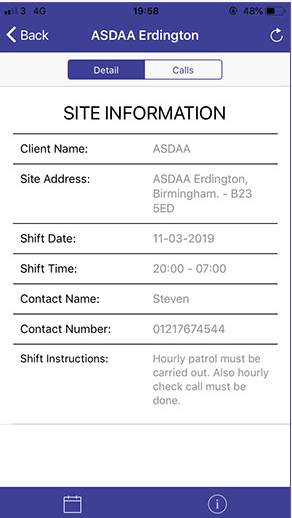 3 4G 19:58 48%
Back ASDAA Erdington
Detail Calls
SITE INFORMATION
Client Name: ASDAA
Site Address: ASDAA Erdington,
Birmingham. - B23
5ED
Shift Date: 11-03-2019
Shift Time: 20:00 - 07:00
Contact Name: Steven
Contact Number: 01217674544
Shift Instructions: Hourly patrol must be
carried out. Also hourly
check call must be
done.